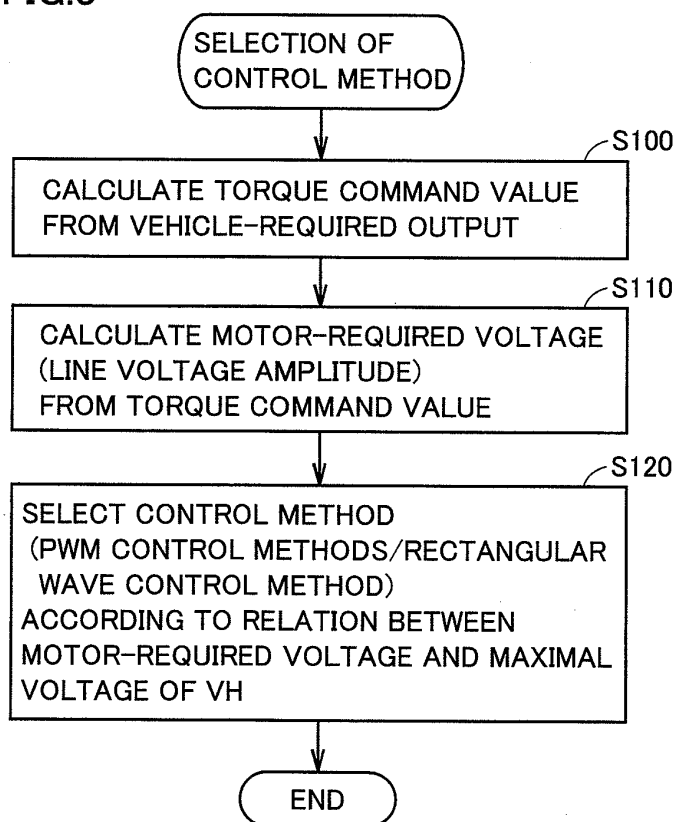 SELECTION OF
CONTROL METHOD
S100
CALCULATE TORQUE COMMAND VALUE
FROM VEHICLE-REQUIRED OUTPUT
S110
CALCULATE MOTOR-REQUIRED VOLTAGE
(LINE VOLTAGE AMPLITUDE)
FROM TORQUE COMMAND VALUE
S120
SELECT CONTROL METHOD
(PWM CONTROL METHODS/RECTANGULAR
WAVE CONTROL METHOD)
ACCORDING TO RELATION BETWEEN
MOTOR-REQUIRED VOLTAGE AND MAXIMAL
VOLTAGE OF VH
END